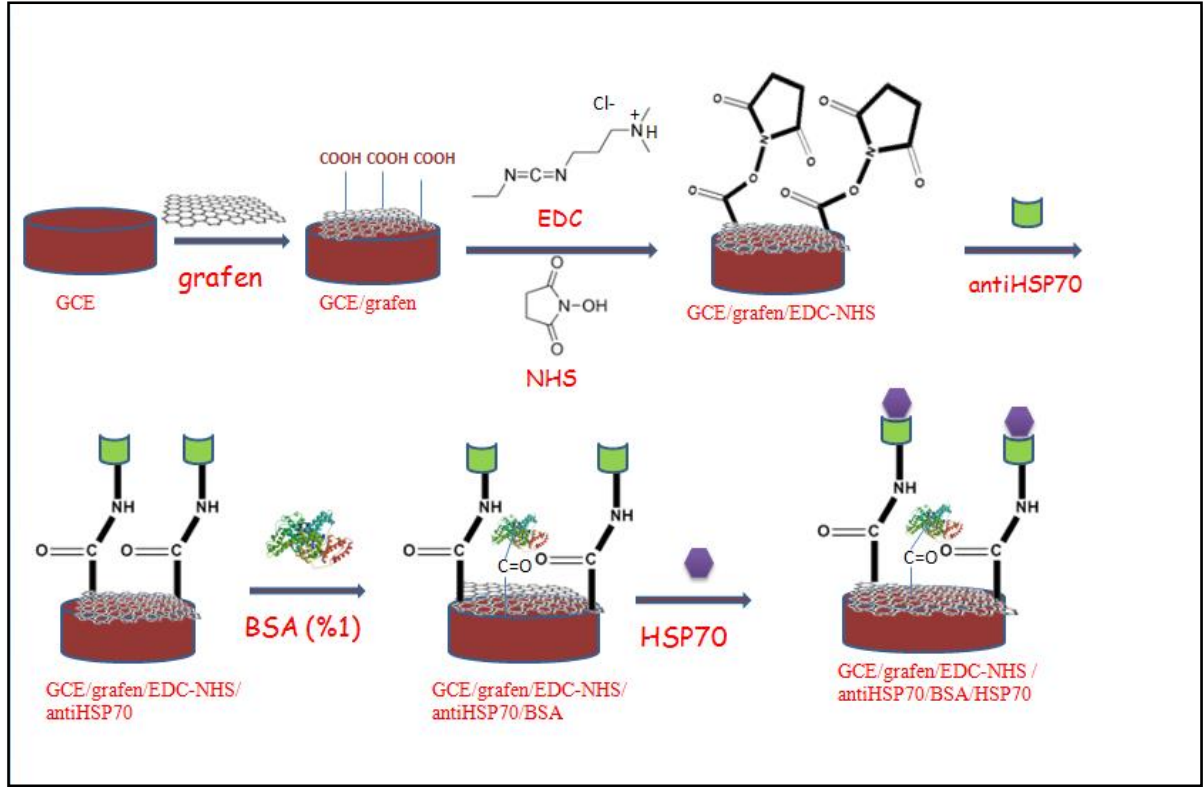 Cl-
+
N
H
COOH COOH COOH
N=C=N
EDC
grafen
GCE
GCE/grafen
O
O
N-OH
O
NHS
O
O
N
O
O
O
O
N
O
O
O
GCE/grafen/EDC-NHS
antiHSP70
NH
NH
O
C
O
C
GCE/grafen/EDC-NHS/
antiHSP70
BSA (%1)
NH
NH
O
C
C=O
O
C
GCE/grafen/EDC-NHS/
antiHSP70/BSA
HSP70
NH
NH
O
C
C=O
O
C
GCE/grafen/EDC-NHS /
antiHSP70/BSA/HSP70